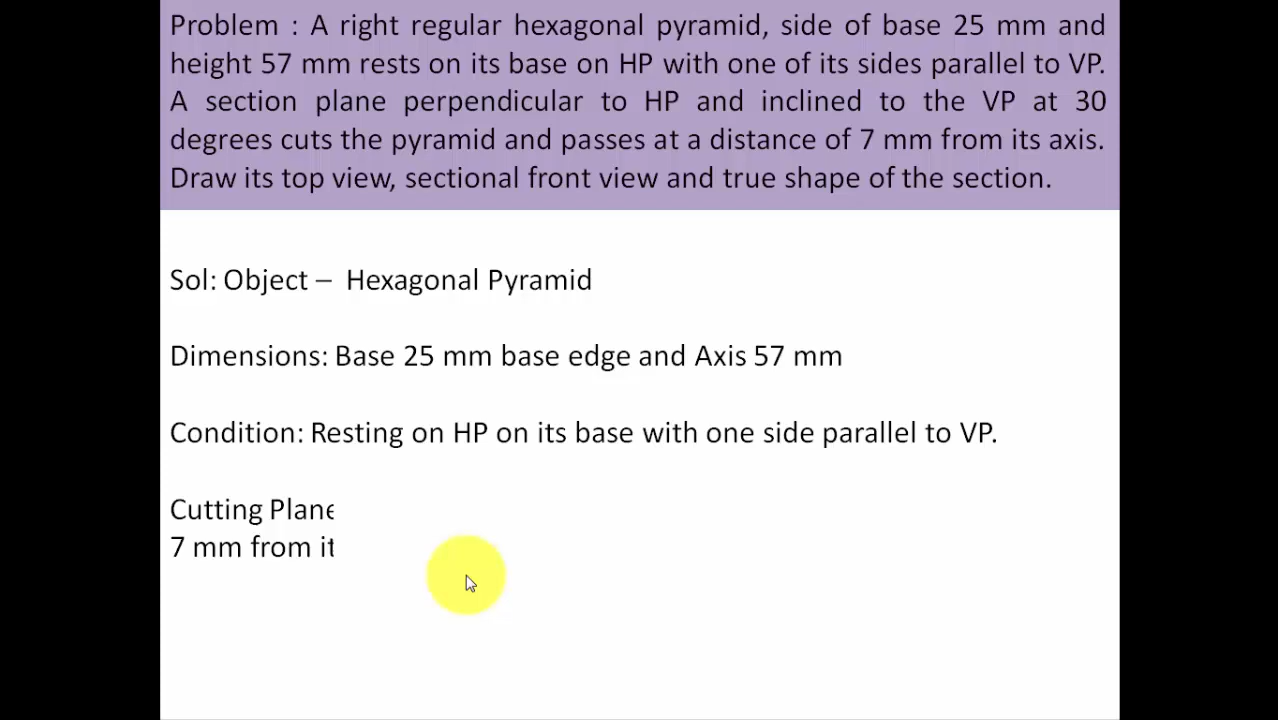 Problem : A right regular hexagonal pyramid, side of base 25 mm and
height 57 mm rests on its base on HP with one of its sides parallel to VP.
A section plane perpendicular to HP and inclined to the VP at 30
degrees cuts the pyramid and passes at a distance of 7 mm from its axis.
Draw its top view, sectional front view and true shape of the section.
Sol: Object – Hexagonal Pyramid
Dimensions: Base 25 mm base edge and Axis 57 mm
Condition: Resting on HP on its base with one side parallel to VP.
Cutting Plane
7 mm from it